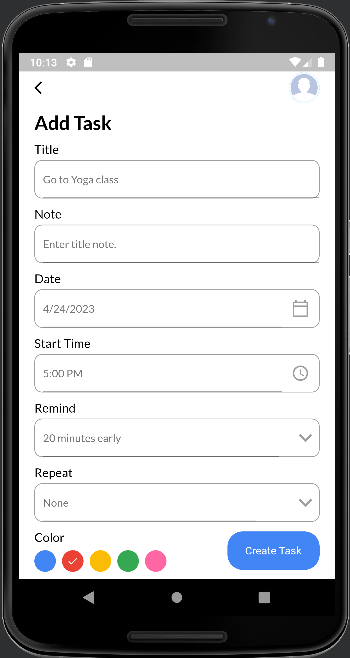 10:13
Add Task
Title
Go to Yoga class
Note
Enter title note.
Date
4/24/2023
Start Time
5:00 PM
Remind
20 minutes early
Repeat
None
Color
Create Task